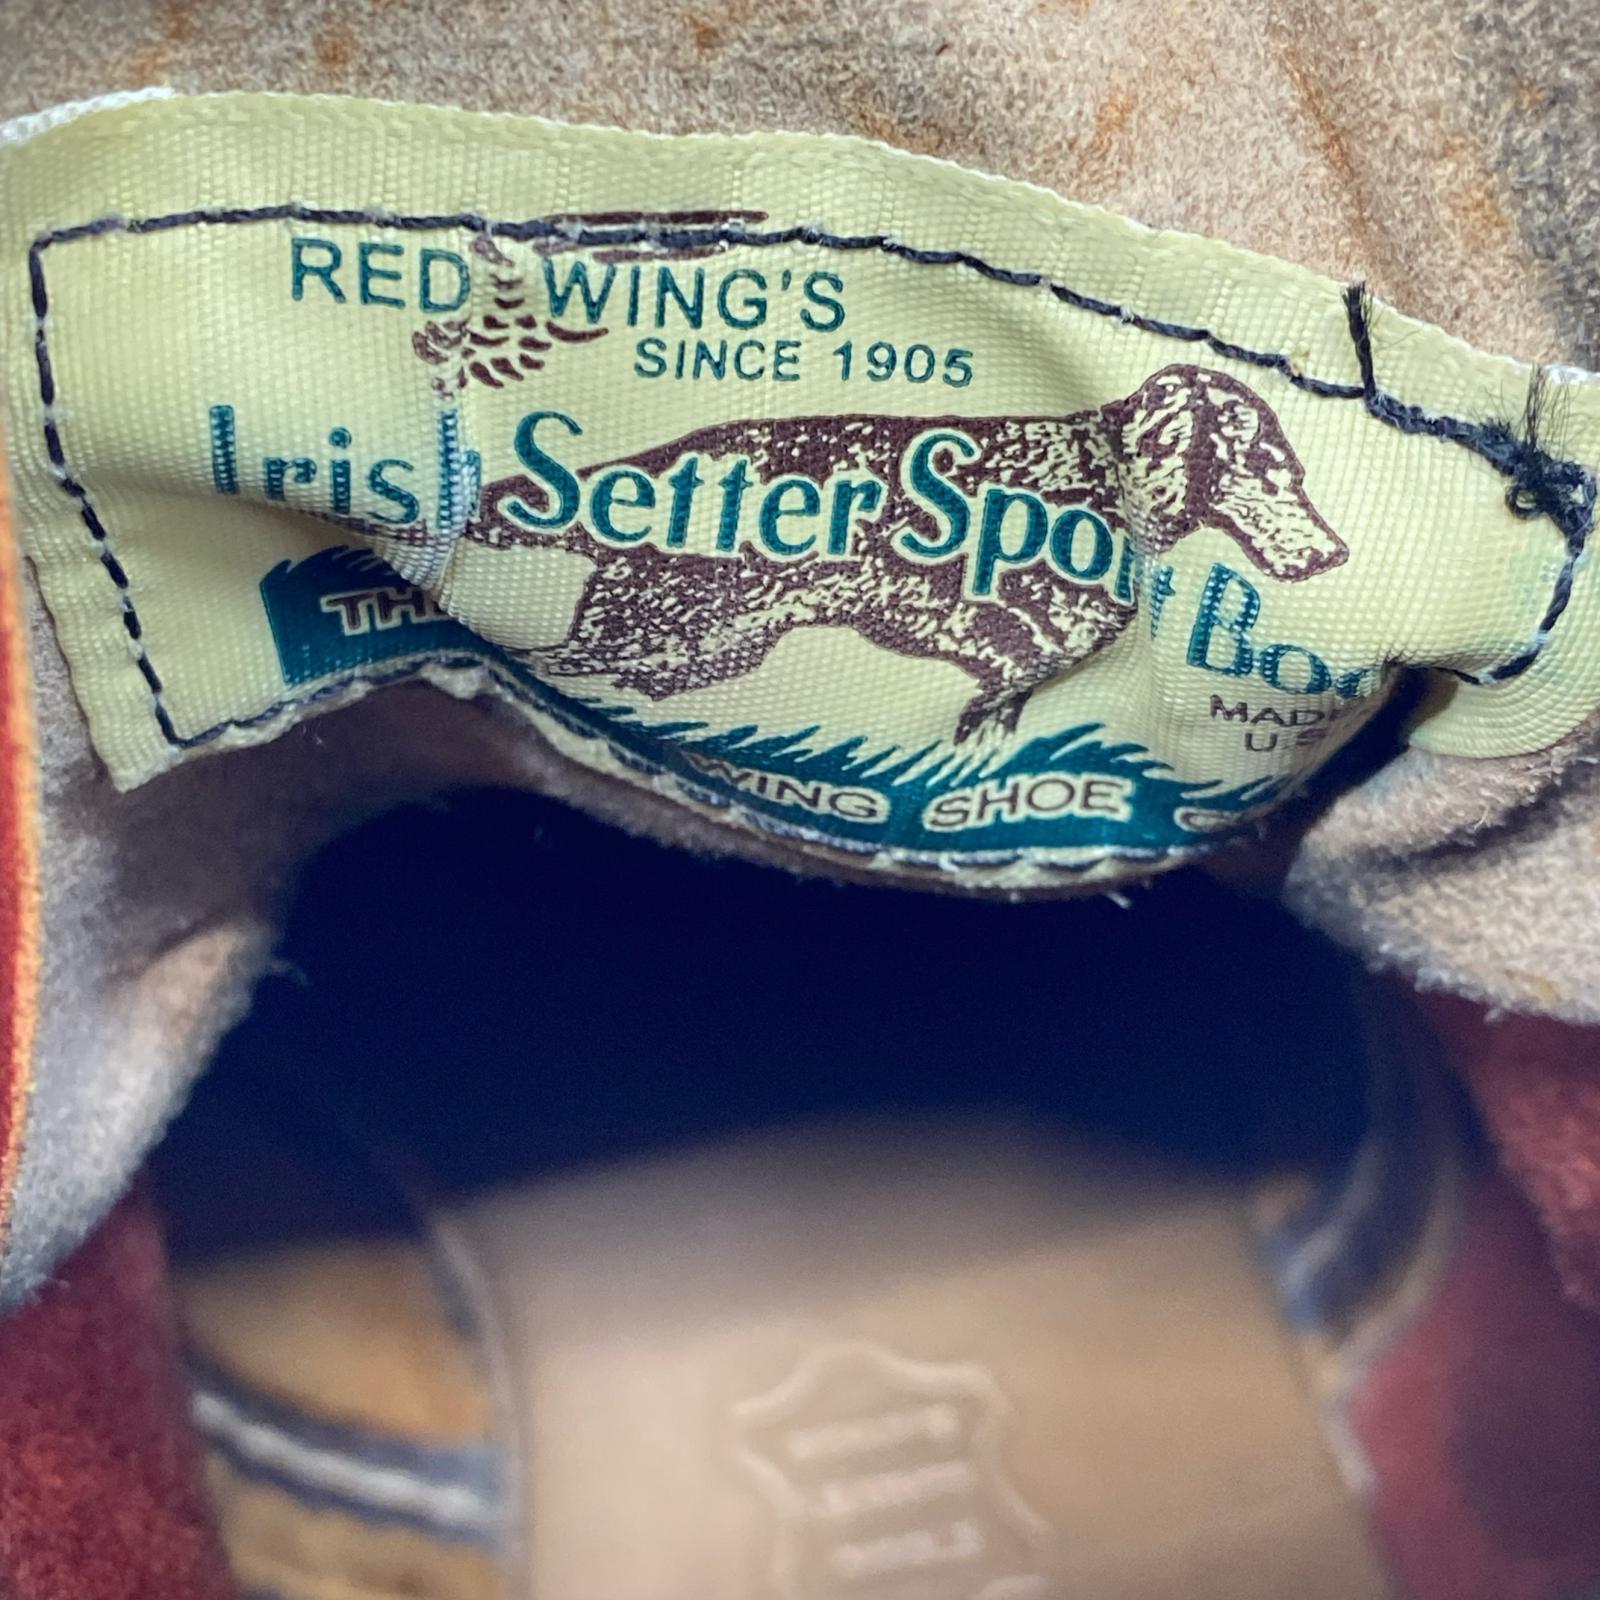 RED WING'S
SINCE 1905
Irish Setter Sport Boo
MADE
U.S
THE WING SHOE